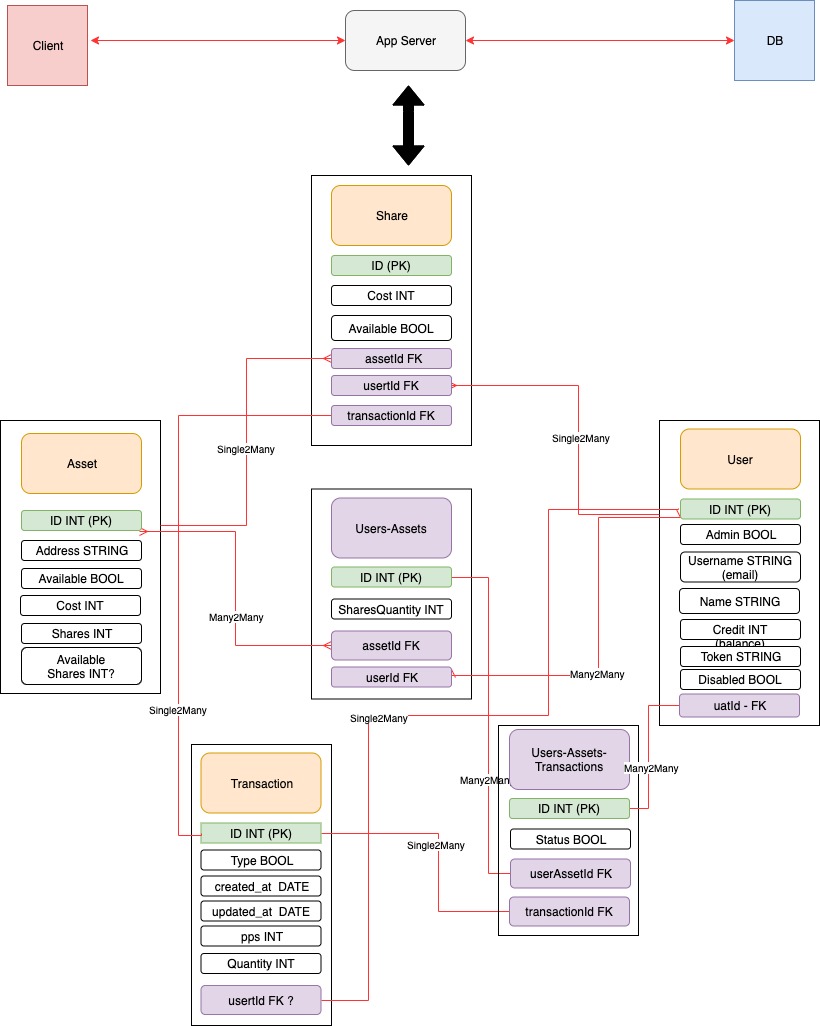 Client
App Server
DB
Share
ID (PK)
Cost INT
Available BOOL
assetId FK
usertId FK
transactionId FK
Single2Many
Single2Many
Asset
ID INT (PK)
Address STRING
Available BOOL
Cost INT
Shares INT
Available
Shares INT?
Users-Assets
ID INT (PK)
SharesQuantity INT
assetId FK
userId FK
User
ID INT (PK)
Admin BOOL
Username STRING
(email)
Name STRING
Credit INT
(balance)
Token STRING
Disabled BOOL
uatId - FK
Many2Many
Many2Many
Single2Many
Single2Many
Transaction
ID INT (PK)
Type BOOL
created_at  DATE
updated_at  DATE
pps INT
Quantity INT
usertId FK ?
Single2Many
Many2Man
Many2Many
Users-Assets-
Transactions
ID INT (PK)
Status BOOL
userAssetId FK
transactionId FK